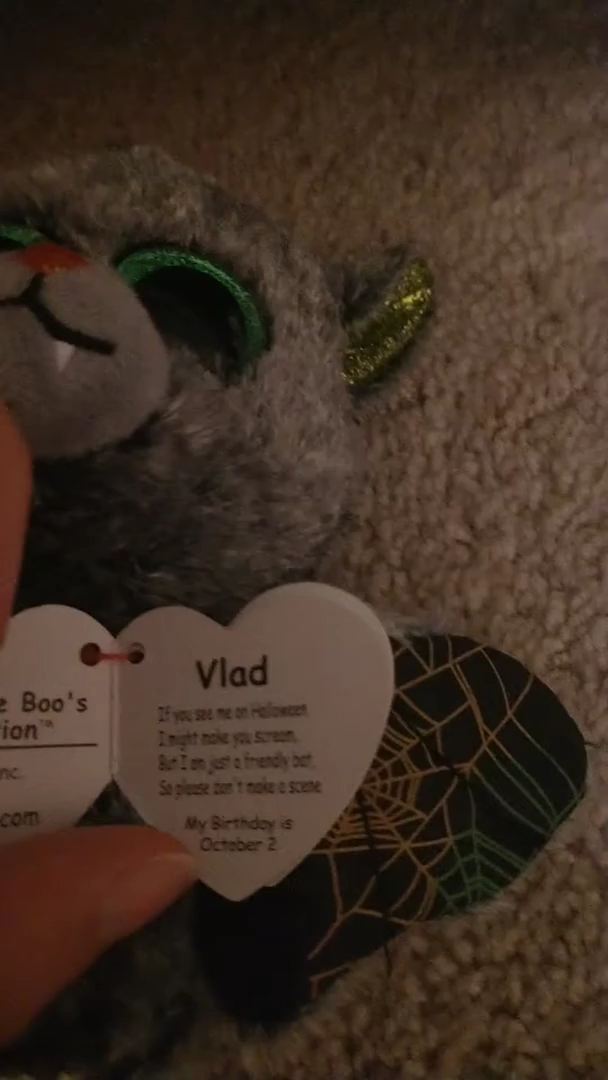 e Boo's
ion™
nc.
com
Vlad
If you see me on Halloween
I might make you scream,
But I am just a friendly bat,
So please don't make a scene
My Birthday is
October 2